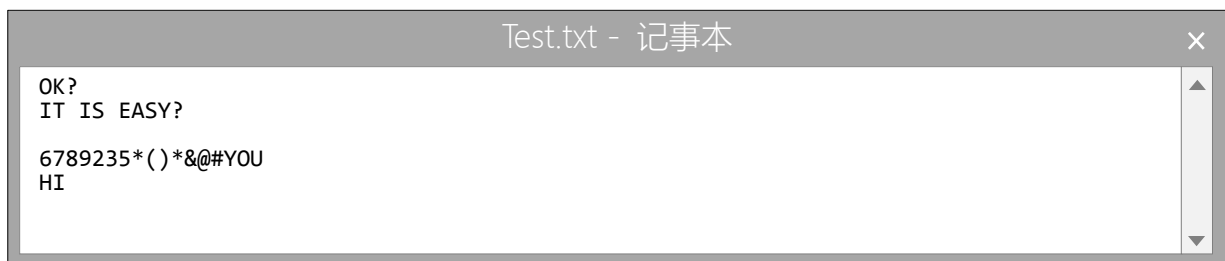 Test.txt - 记事本
×
OK?
IT IS EASY?
6789235*()*&@#YOU
HI